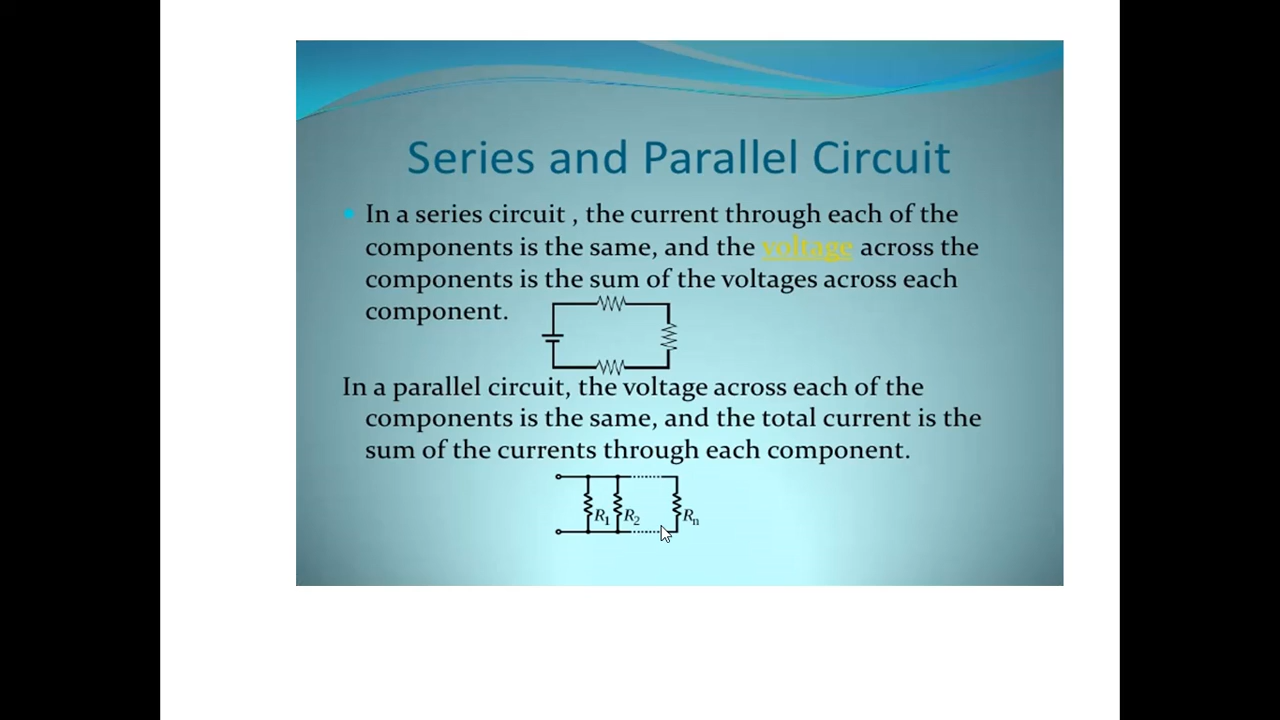 Series and Parallel Circuit
In a series circuit , the current through each of the
components is the same, and the voltage across the
components is the sum of the voltages across each
component.
In a parallel circuit, the voltage across each of the
components is the same, and the total current is the
sum of the currents through each component.
R1 R2 Rn